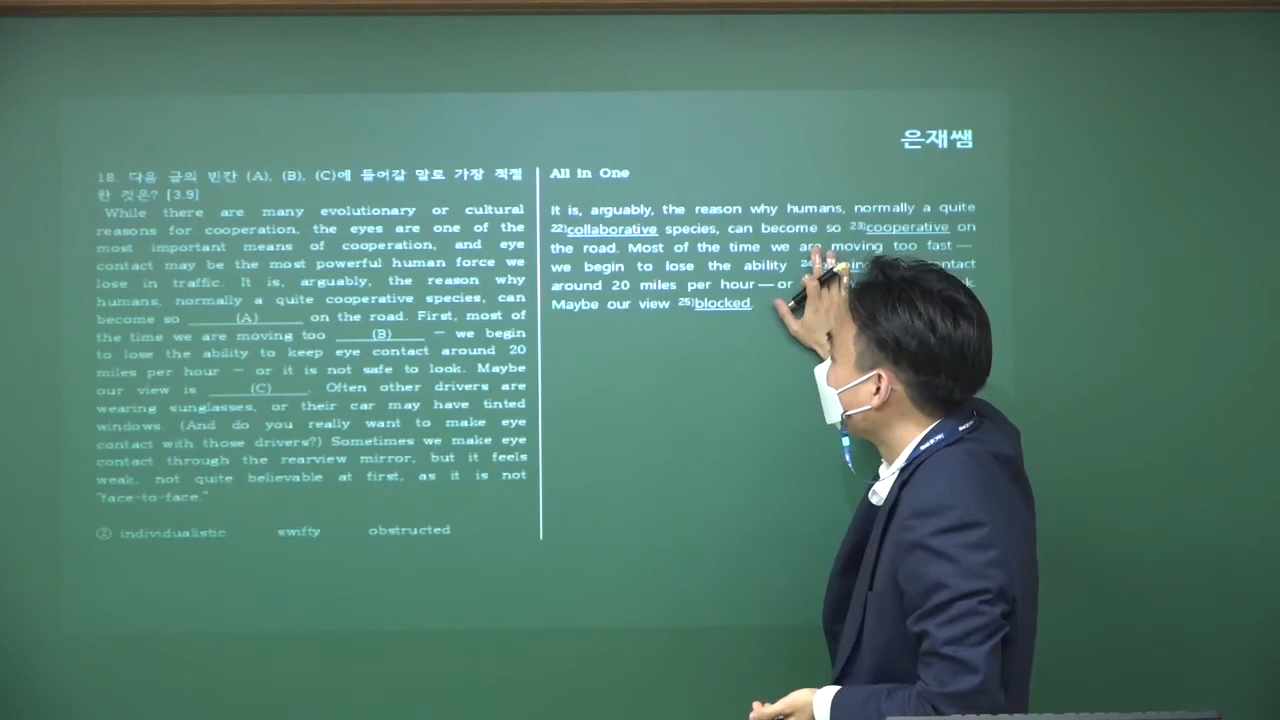 은재쌤
18. 다음 글의 빈칸 (A), (B), (C)에 들어갈 말로 가장 적절
한 것은? [3.9]
While there are many evolutionary or cultural
reasons for cooperation, the eyes are one of the
most important means of cooperation, and eye
contact may be the most powerful human force we
lose in traffic. It is, arguably, the reason why
humans, normally a quite cooperative species, can
become so ____(A)____ on the road. First, most of
the time we are moving too ____(B)____ — we begin
to lose the ability to keep eye contact around 20
miles per hour — or it is not safe to look. Maybe
our view is ____(C)____. Often other drivers are
wearing sunglasses, or their car may have tinted
windows. (And do you really want to make eye
contact with those drivers?) Sometimes we make eye
contact through the rearview mirror, but it feels
weak, not quite believable at first, as it is not
"face-to-face."
② individualistic swifty obstructed
All in One
It is, arguably, the reason why humans, normally a quite
22)collaborative species, can become so 23)cooperative on
the road. Most of the time we are moving too fast —
we begin to lose the ability
around 20 miles per hour — or
Maybe our view 25)blocked.